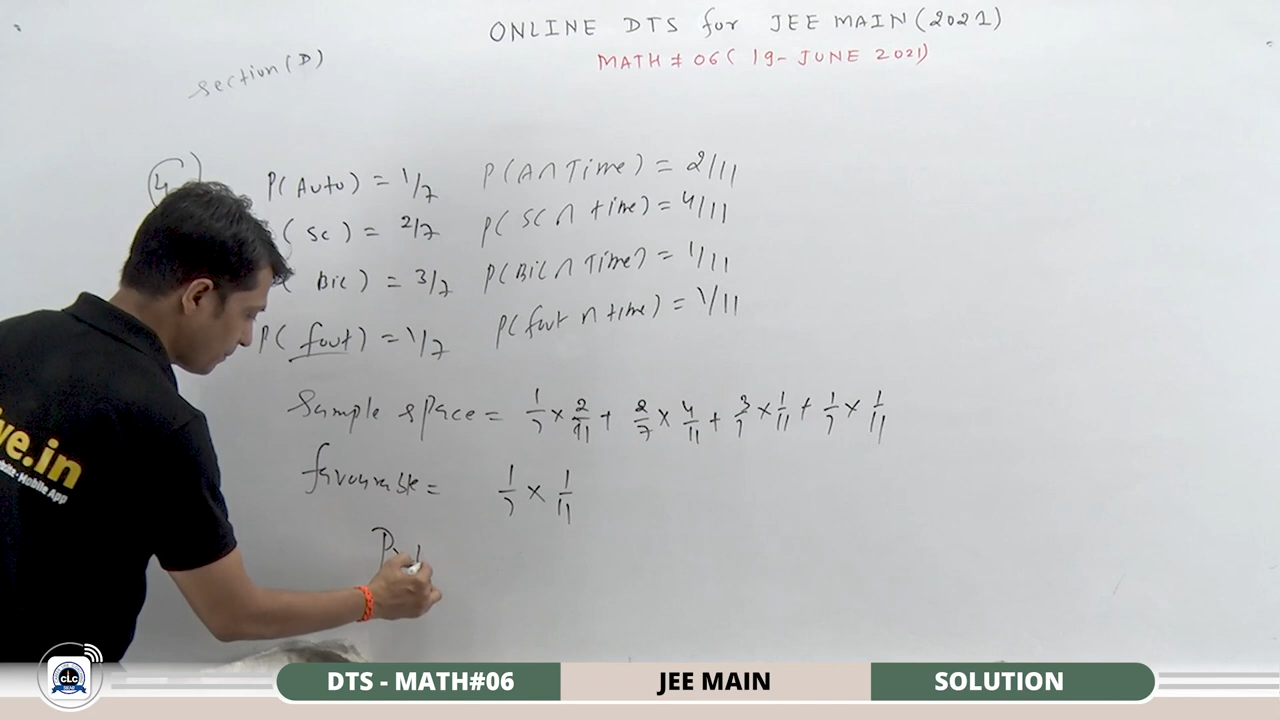 ONLINE DTS for JEE MAIN (2021)
MATH # 06 ( 19- JUNE 2021)
section (D)
P( Auto ) = 1/7 P(A∩Time) = 2/11
( Sc ) = 2/7 P( SC ∩ time) = 4/11
Bic ) = 3/7 P(Bic ∩ Time) = 1/11
P( foot ) = 1/7 P( foot ∩ time) = 1/11
Sample space = 1/7 × 2/11 + 2/7 × 4/11 + 3/7 × 1/11 + 1/7 × 1/11
favourable = 1/7 × 1/11
P
ve.in
Mobile App
CLC
DTS - MATH#06 JEE MAIN SOLUTION